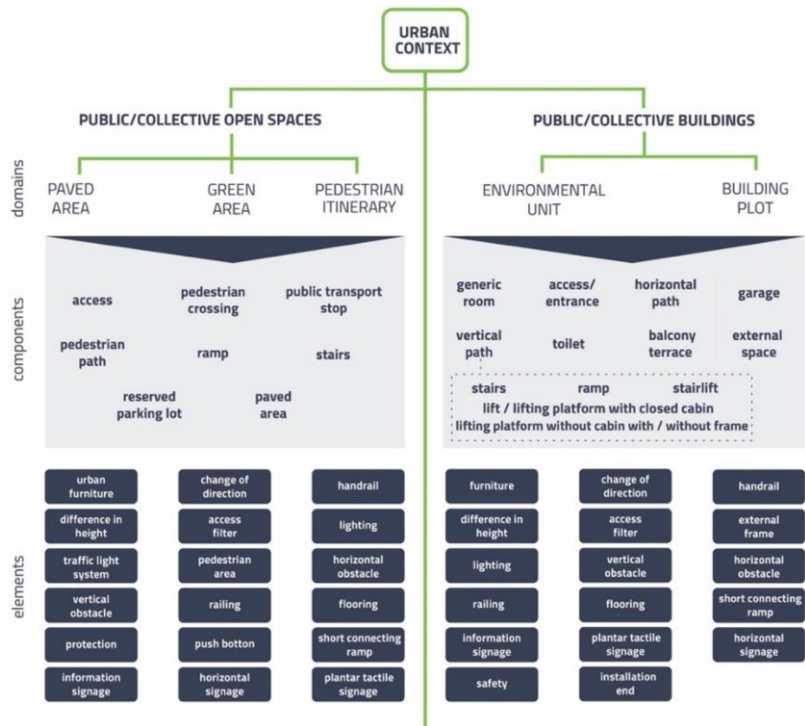 URBAN
CONTEXT
PUBLIC/COLLECTIVE OPEN SPACES
PUBLIC/COLLECTIVE BUILDINGS
domains
PAVED
AREA
GREEN
AREA
PEDESTRIAN
ITINERARY
ENVIRONMENTAL
UNIT
BUILDING
PLOT
components
access
pedestrian
crossing
public transport
stop
pedestrian
path
ramp
stairs
reserved
parking lot
paved
area
generic
room
access/
entrance
horizontal
path
garage
vertical
path
toilet
balcony
terrace
external
space
stairs
ramp
stairlift
lift / lifting platform with closed cabin
lifting platform without cabin with / without frame
elements
urban
furniture
change of
direction
handrail
difference in
height
access
filter
lighting
traffic light
system
pedestrian
area
horizontal
obstacle
vertical
obstacle
railing
flooring
protection
push botton
short connecting
ramp
information
signage
horizontal
signage
plantar tactile
signage
furniture
change of
direction
handrail
difference in
height
access
filter
external
frame
lighting
vertical
obstacle
horizontal
obstacle
railing
flooring
short connecting
ramp
information
signage
plantar tactile
signage
horizontal
signage
safety
installation
end